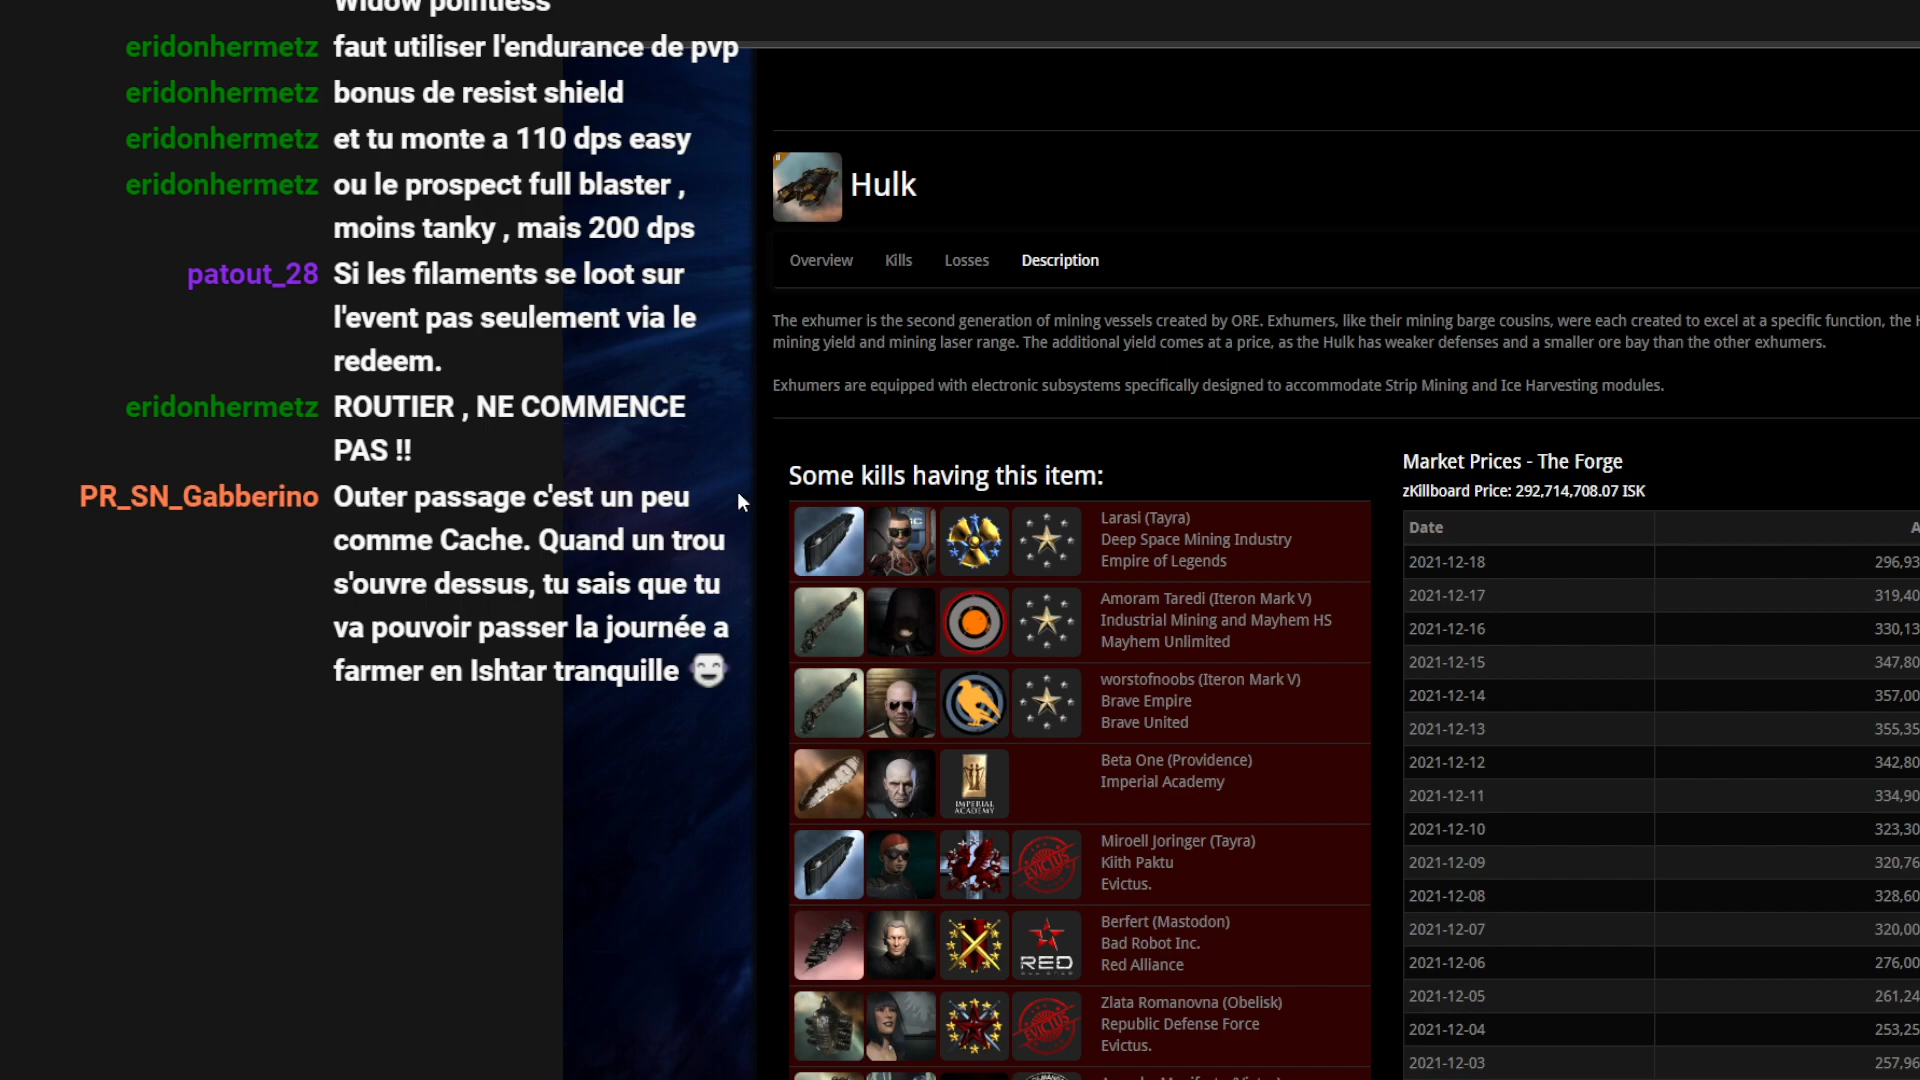 Widow pointless
eridonhermetz faut utiliser l'endurance de pvp
eridonhermetz bonus de resist shield
eridonhermetz et tu monte a 110 dps easy
eridonhermetz ou le prospect full blaster ,
moins tanky , mais 200 dps
patout_28 Si les filaments se loot sur
l'event pas seulement via le
redeem.
eridonhermetz ROUTIER , NE COMMENCE
PAS !!
PR_SN_Gabberino Outer passage c'est un peu
comme Cache. Quand un trou
s'ouvre dessus, tu sais que tu
va pouvoir passer la journée a
farmer en Ishtar tranquille
Hulk
Overview Kills Losses Description
The exhumer is the second generation of mining vessels created by ORE. Exhumers, like their mining barge cousins, were each created to excel at a specific function, the
mining yield and mining laser range. The additional yield comes at a price, as the Hulk has weaker defenses and a smaller ore bay than the other exhumers.
Exhumers are equipped with electronic subsystems specifically designed to accommodate Strip Mining and Ice Harvesting modules.
Some kills having this item:
Larasi (Tayra)
Deep Space Mining Industry
Empire of Legends
Amoram Taredi (Iteron Mark V)
Industrial Mining and Mayhem HS
Mayhem Unlimited
worstofnoobs (Iteron Mark V)
Brave Empire
Brave United
IMPERIAL
ACADEMY
Beta One (Providence)
Imperial Academy
EVICTUS
Miroell Joringer (Tayra)
Kiith Paktu
Evictus.
RED
Berfert (Mastodon)
Bad Robot Inc.
Red Alliance
EVICTUS
Zlata Romanovna (Obelisk)
Republic Defense Force
Evictus.
Market Prices - The Forge
zKillboard Price: 292,714,708.07 ISK
Date A
2021-12-18 296,93
2021-12-17 319,40
2021-12-16 330,13
2021-12-15 347,80
2021-12-14 357,00
2021-12-13 355,35
2021-12-12 342,80
2021-12-11 334,90
2021-12-10 323,30
2021-12-09 320,76
2021-12-08 328,60
2021-12-07 320,00
2021-12-06 276,00
2021-12-05 261,24
2021-12-04 253,25
2021-12-03 257,96